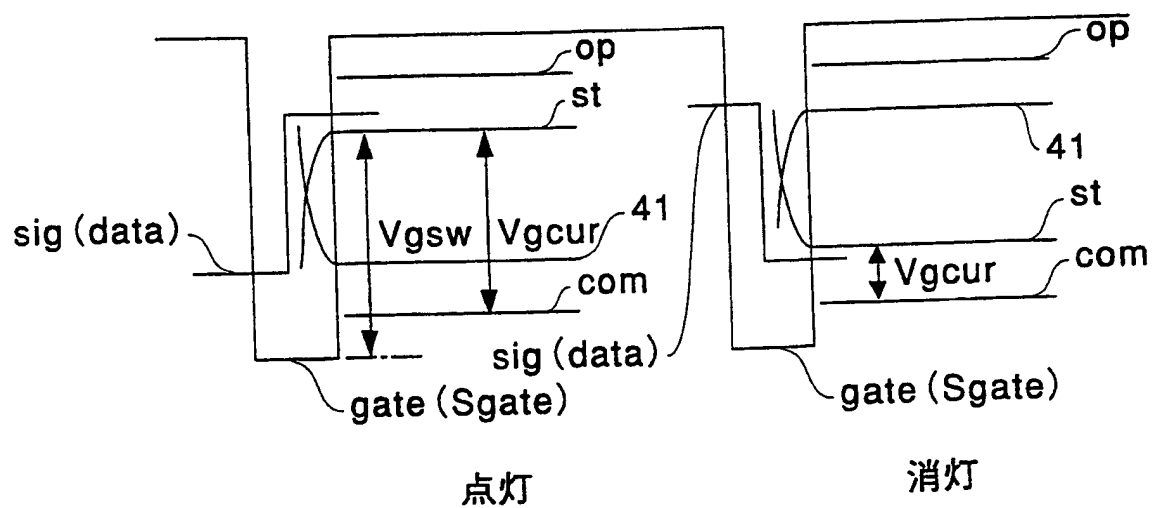 op
st
sig (data)
Vgsw
Vgcur
41
com
gate (Sgate)
点灯
op
41
st
Vgcur
com
sig (data)
gate (Sgate)
消灯